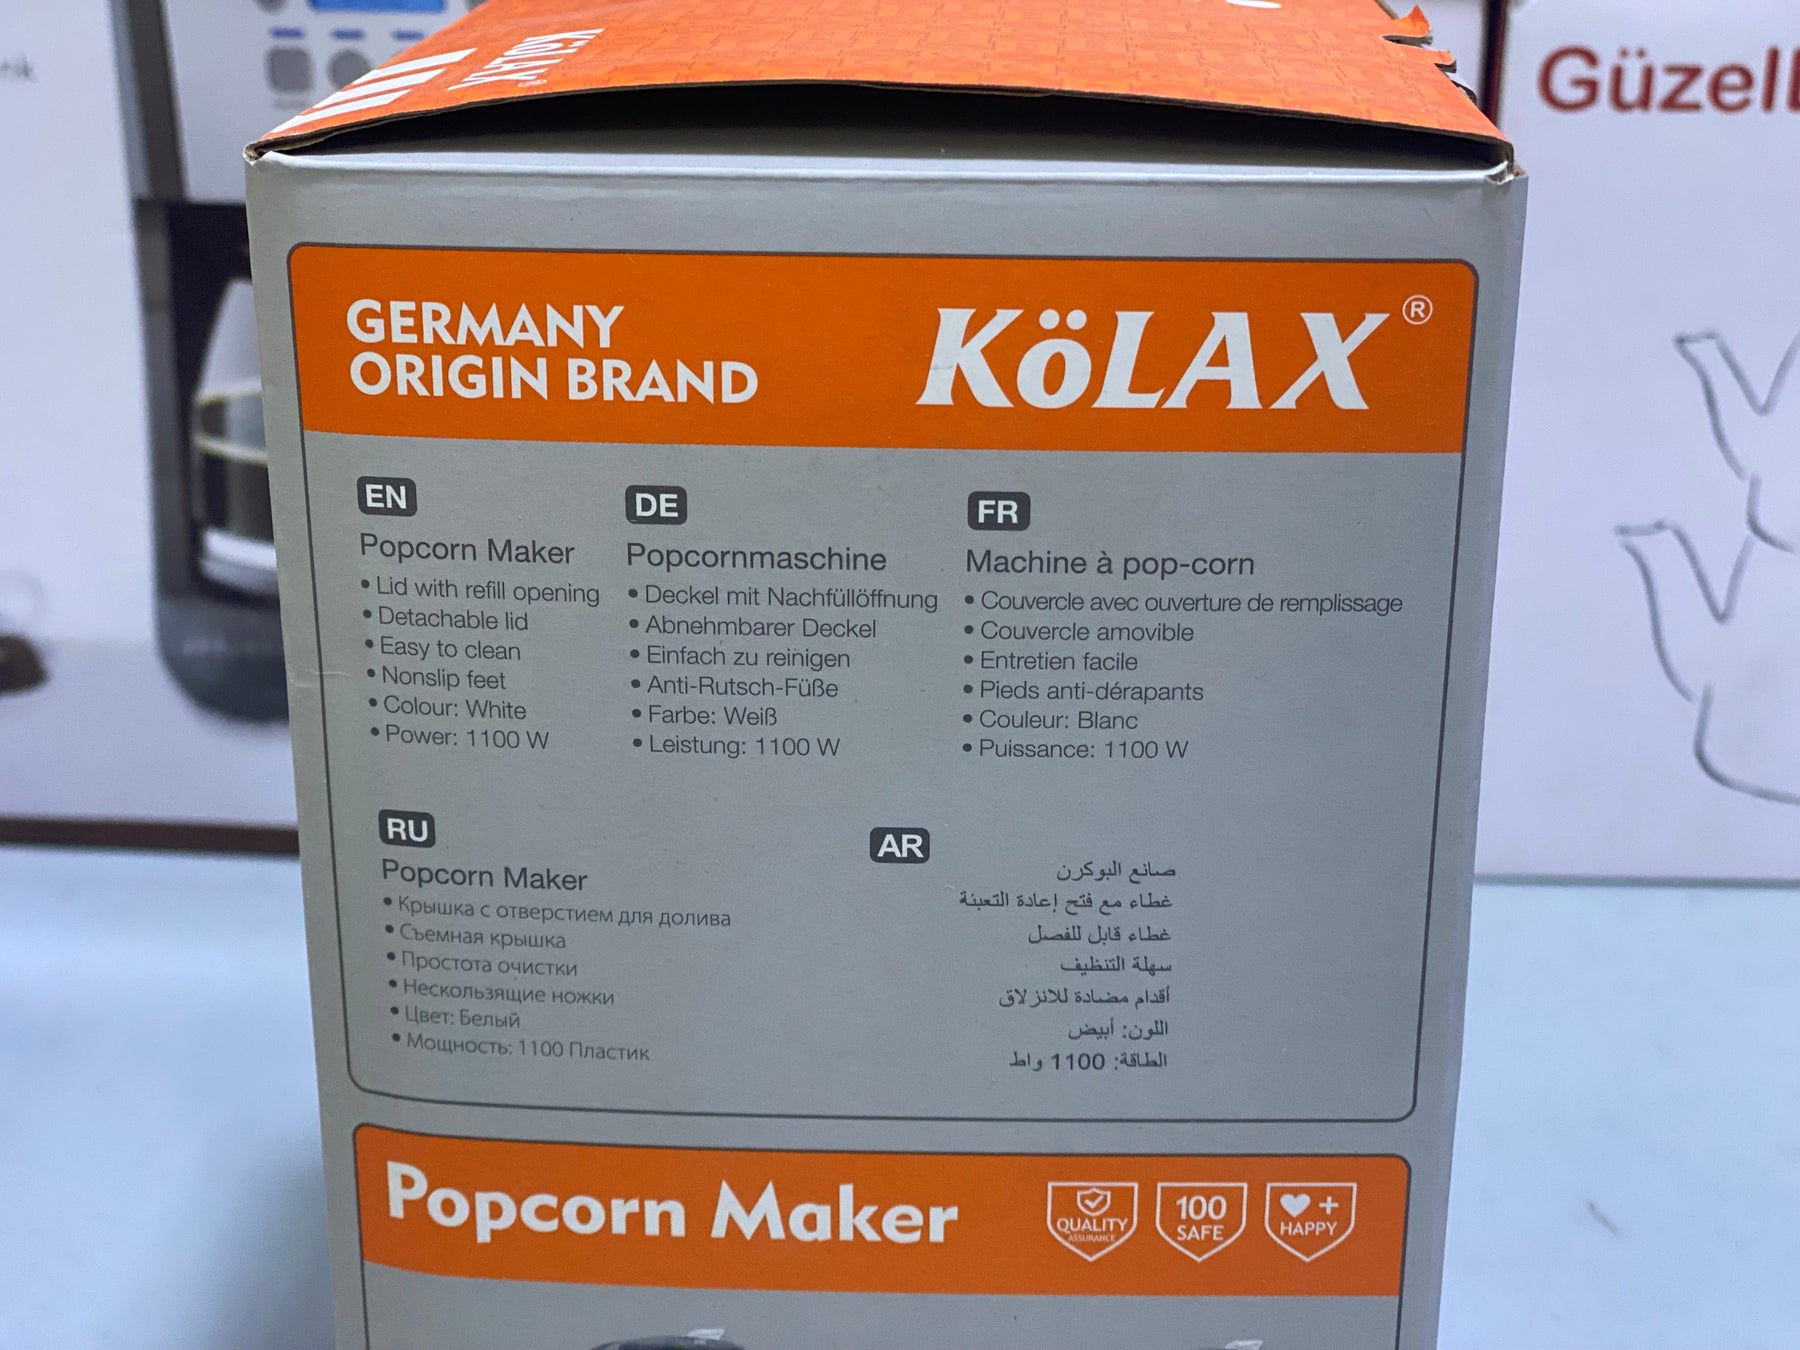 KöLAX
GüzelE
GERMANY
ORIGIN BRAND
KöLAX®
EN
Popcorn Maker
• Lid with refill opening
• Detachable lid
• Easy to clean
• Nonslip feet
• Colour: White
• Power: 1100 W
DE
Popcornmaschine
• Deckel mit Nachfüllöffnung
• Abnehmbarer Deckel
• Einfach zu reinigen
• Anti-Rutsch-Füße
• Farbe: Weiß
• Leistung: 1100 W
FR
Machine à pop-corn
• Couvercle avec ouverture de remplissage
• Couvercle amovible
• Entretien facile
• Pieds anti-dérapants
• Couleur: Blanc
• Puissance: 1100 W
RU
Popcorn Maker
• Крышка с отверстием для долива
• Съемная крышка
• Простота очистки
• Нескользящие ножки
• Цвет: Белый
• Мощность: 1100 Пластик
AR
صانع البوكرن
غطاء مع فتح إعادة التعبئة
غطاء قابل للفصل
سهلة التنظيف
أقدام مضادة للانزلاق
اللون: أبيض
الطاقة: 1100 واط
Popcorn Maker
QUALITY
ASSURANCE
100
SAFE
+
HAPPY